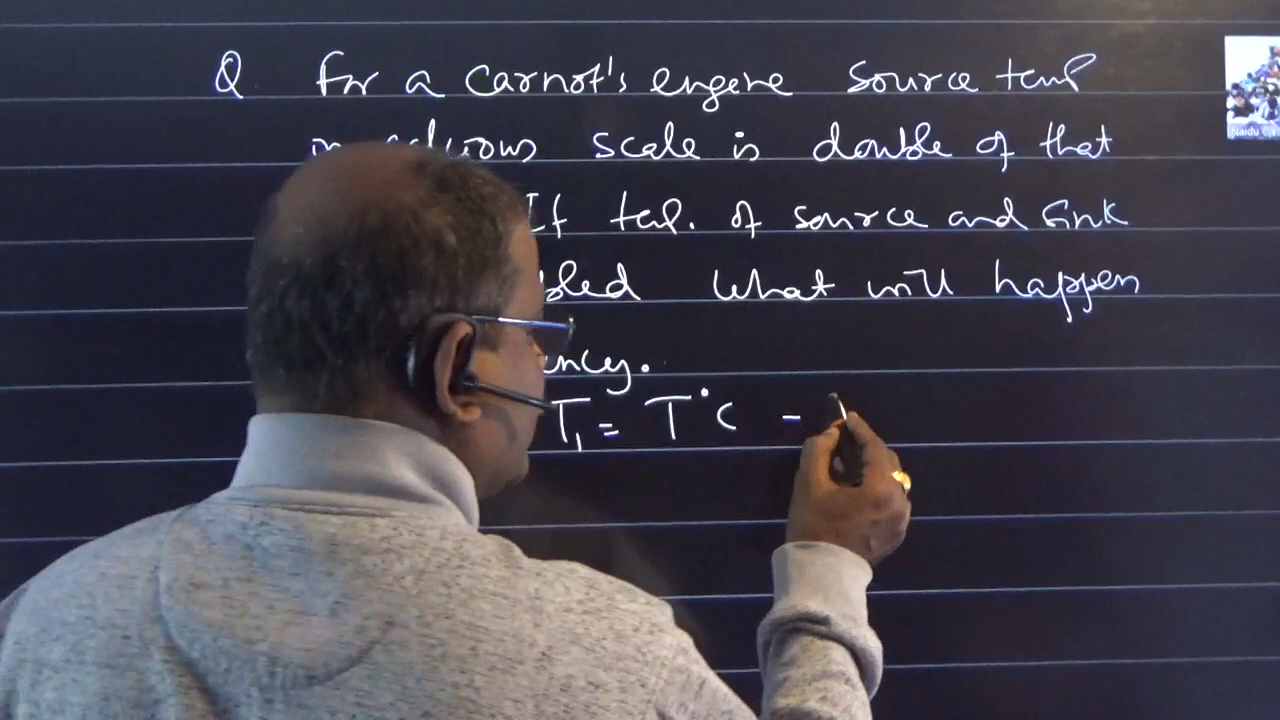 Q For a Carnot's engine source temp
scale is double of that
If temp. of source and sink
what will happen
T₁ = T°C -